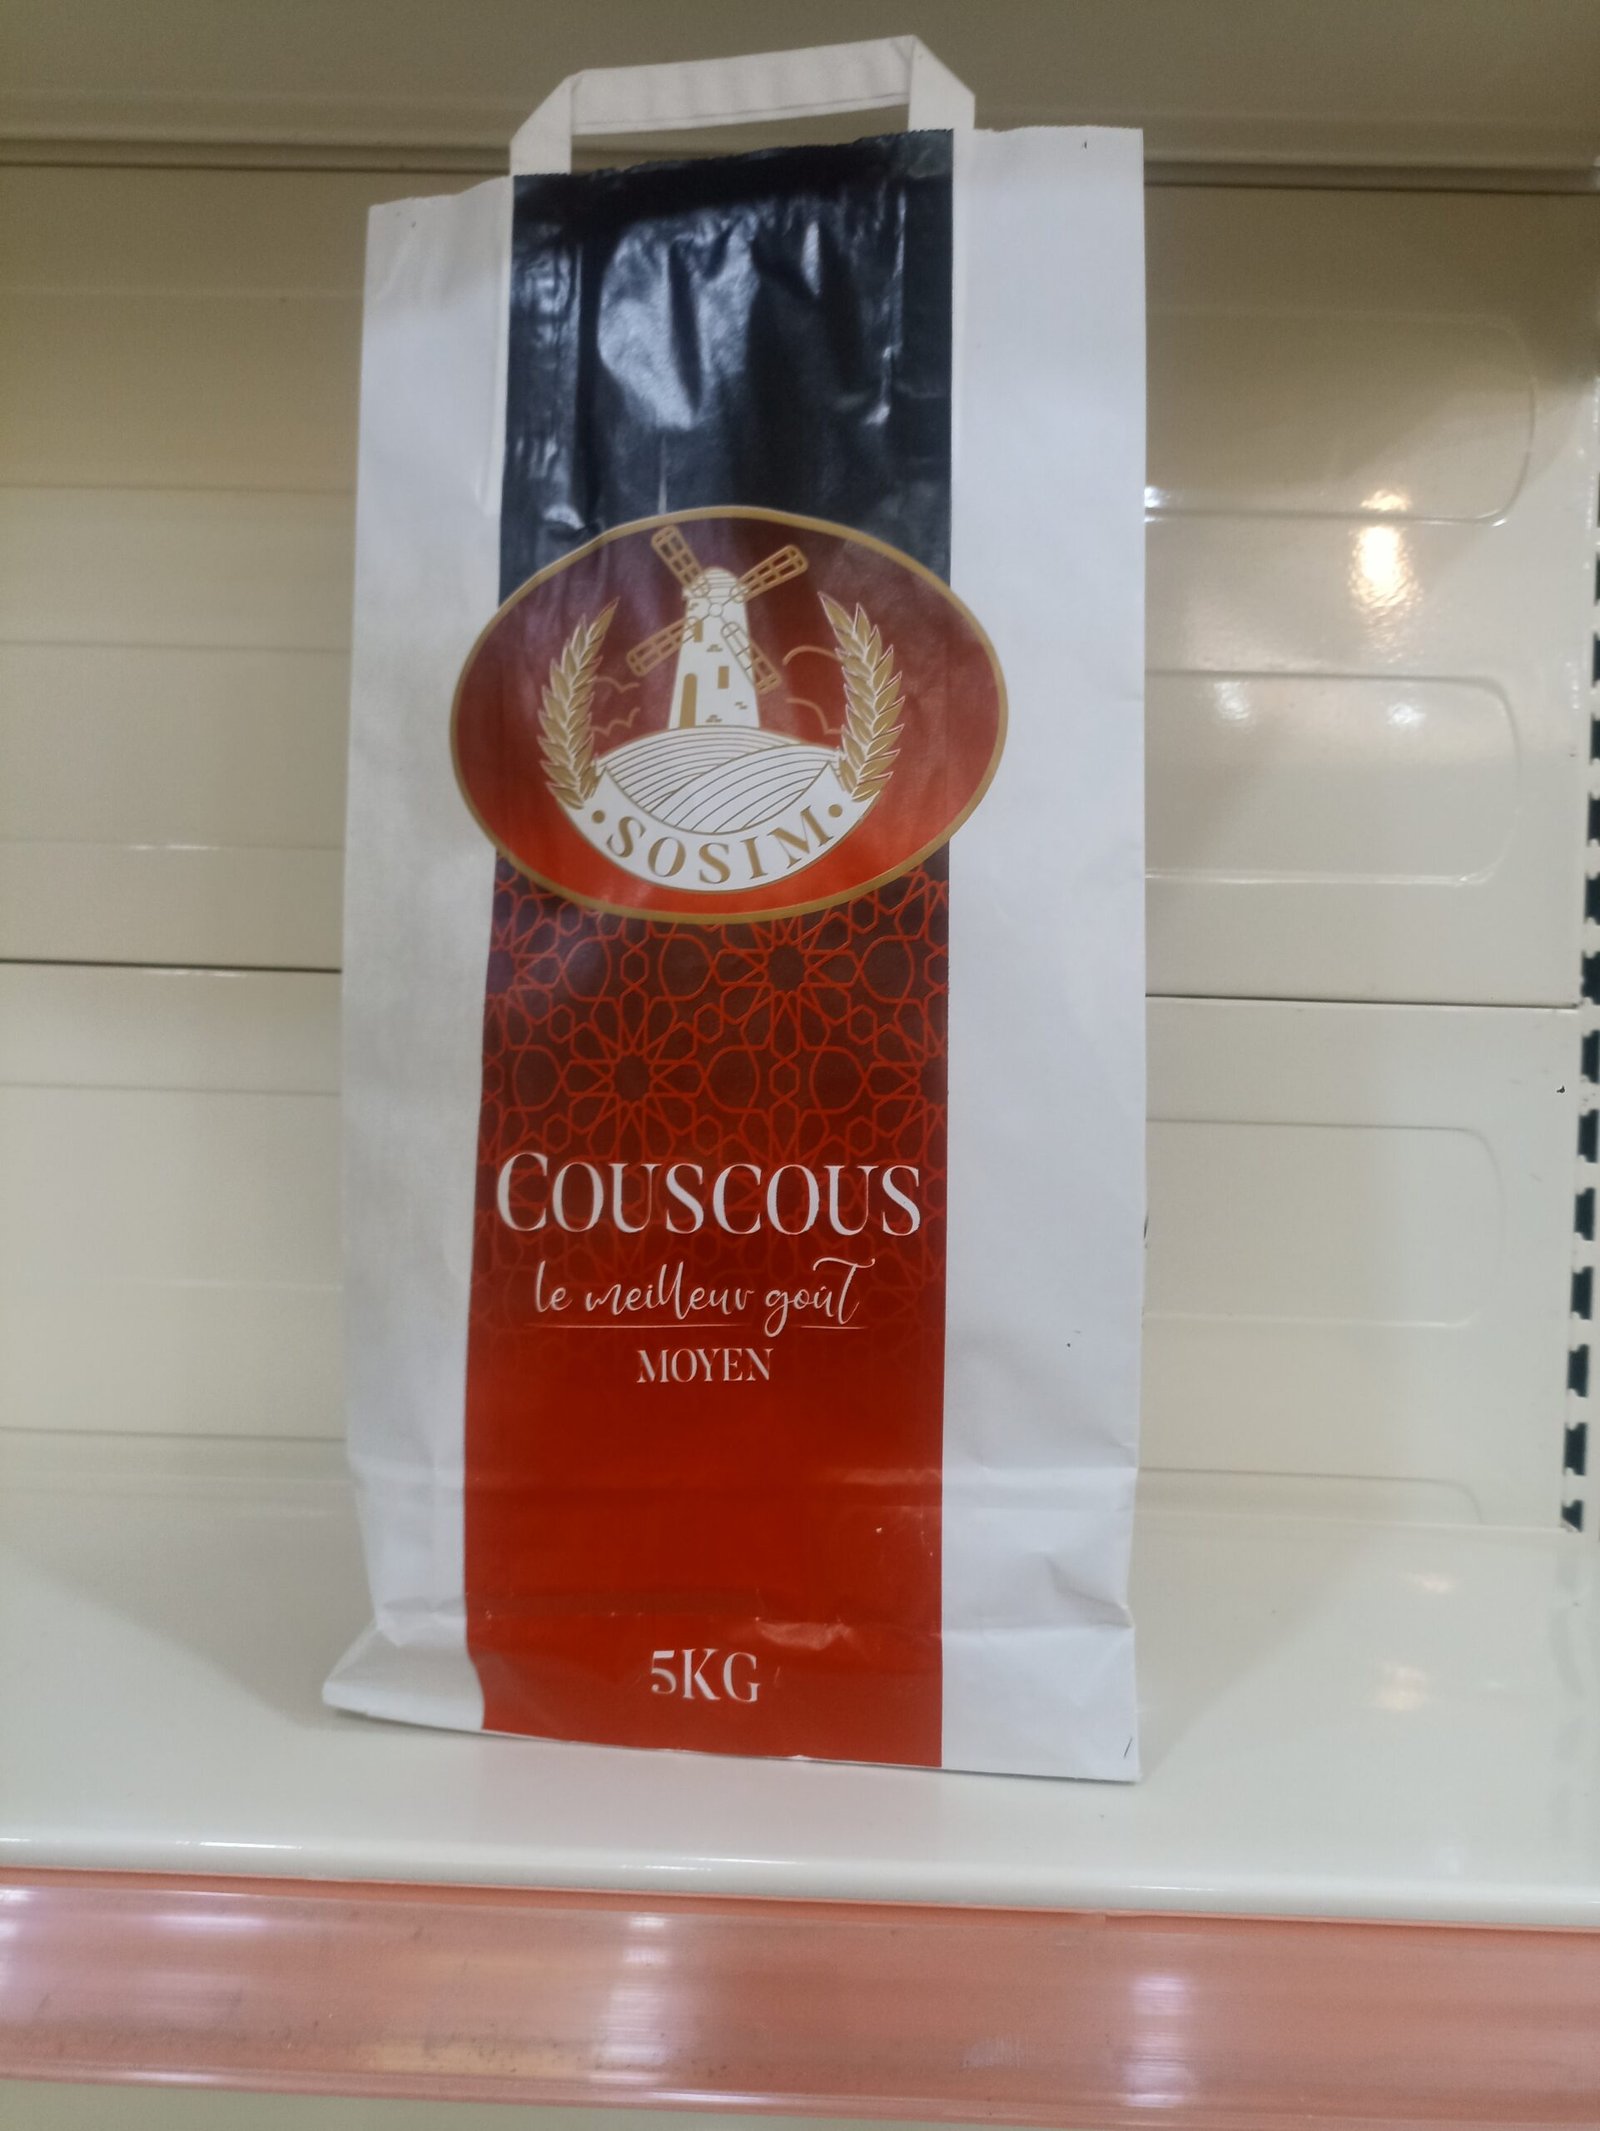 • SOSIM •
COUSCOUS
le meilleur goût
MOYEN
5KG